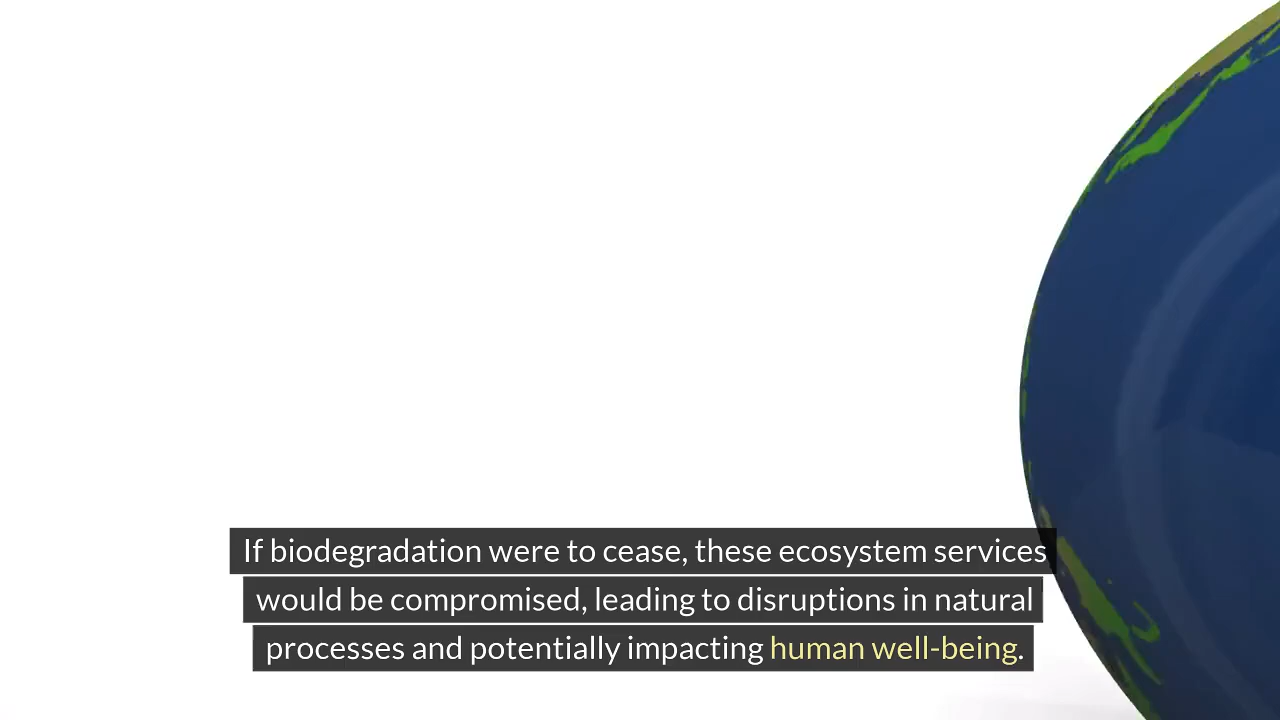 If biodegradation were to cease, these ecosystem services
would be compromised, leading to disruptions in natural
processes and potentially impacting human well-being.